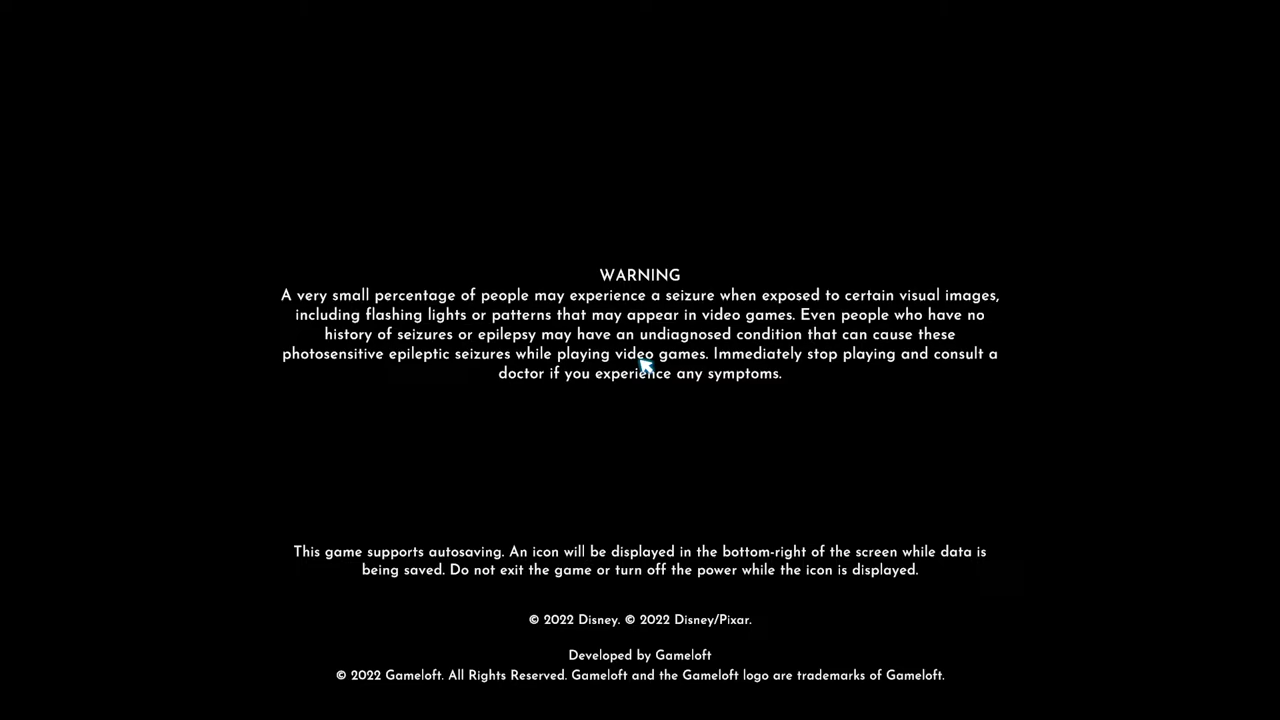 WARNING
A very small percentage of people may experience a seizure when exposed to certain visual images,
including flashing lights or patterns that may appear in video games. Even people who have no
history of seizures or epilepsy may have an undiagnosed condition that can cause these
photosensitive epileptic seizures while playing video games. Immediately stop playing and consult a
doctor if you experience any symptoms.
This game supports autosaving. An icon will be displayed in the bottom-right of the screen while data is
being saved. Do not exit the game or turn off the power while the icon is displayed.
© 2022 Disney. © 2022 Disney/Pixar.
Developed by Gameloft
© 2022 Gameloft. All Rights Reserved. Gameloft and the Gameloft logo are trademarks of Gameloft.